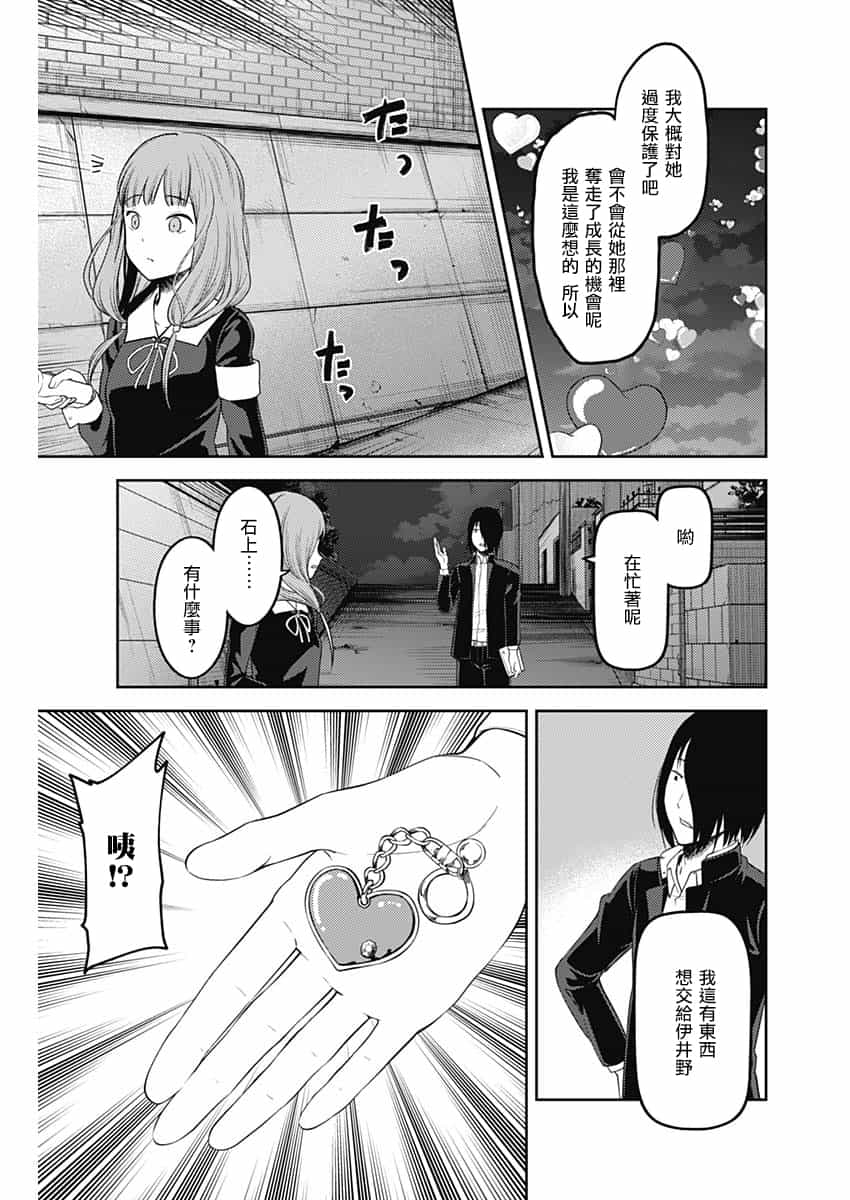 我大概對她
過度保護了吧
會不會從她那裡
奪走了成長的機會呢
我是這麼想的 所以
たっ
たっ
たっ
喲
在忙著呢
石上……
有什麼事?
我這有東西
想交給伊井野
咦!?